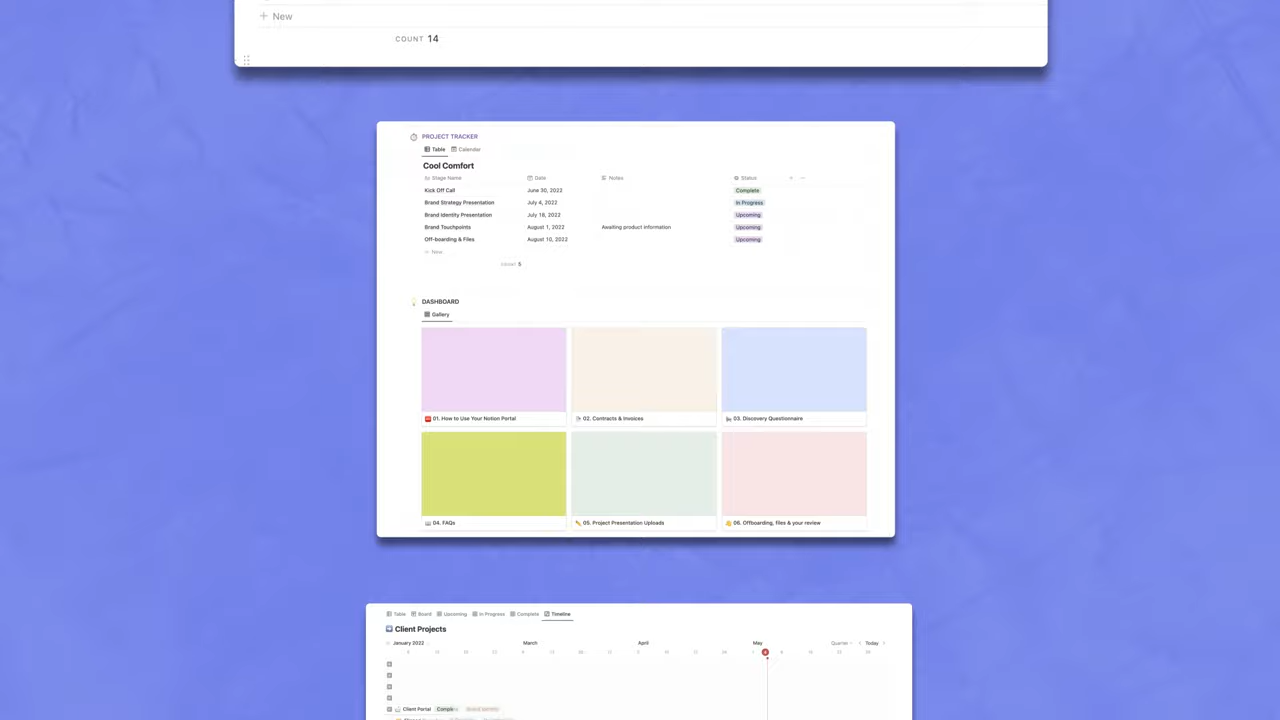 New
COUNT 14
PROJECT TRACKER
Table Calendar
Cool Comfort
Aa Stage Name Date Notes Status
Kick Off Call June 30, 2022 Complete
Brand Strategy Presentation July 4, 2022 In Progress
Brand Identity Presentation July 18, 2022 Upcoming
Brand Touchpoints August 1, 2022 Awaiting product information Upcoming
Off-boarding & Files August 10, 2022 Upcoming
New
COUNT 5
DASHBOARD
Gallery
01. How to Use Your Notion Portal 02. Contracts & Invoices 03. Discovery Questionnaire
04. FAQs 05. Project Presentation Uploads 06. Offboarding, files & your review
Table Board Upcoming In Progress Complete Timeline
Client Projects
January 2022 March April May Quarter Today
Client Portal Complete Brand Identity